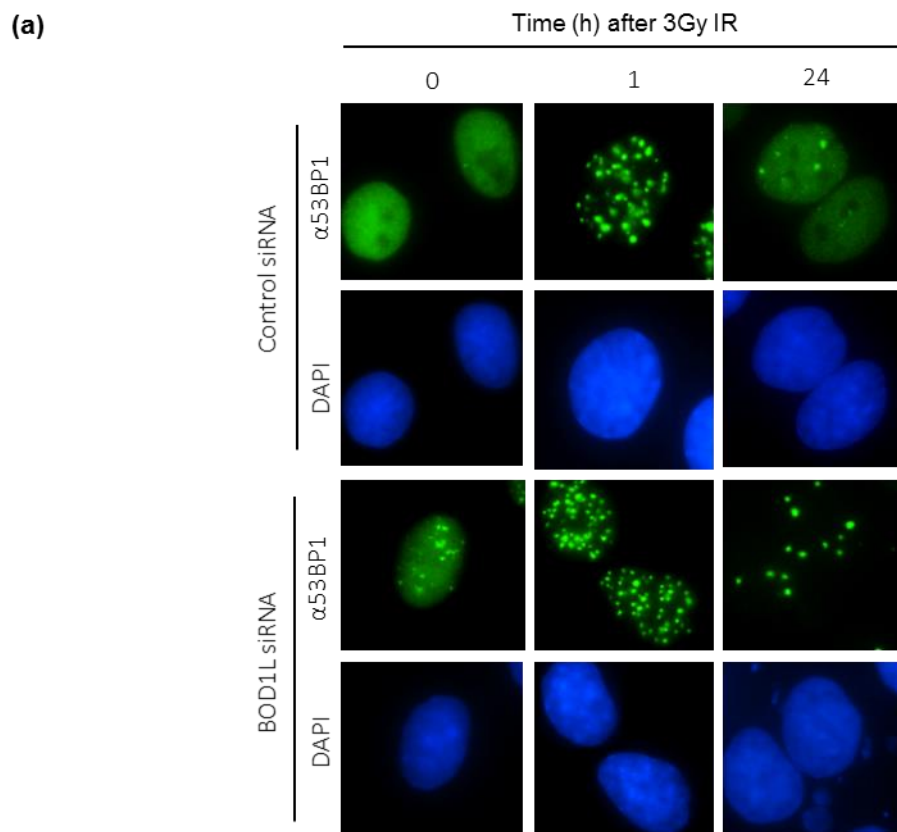 (a)
Time (h) after 3Gy IR
0 1 24
Control siRNA
α53BP1
DAPI
BOD1L siRNA
α53BP1
DAPI